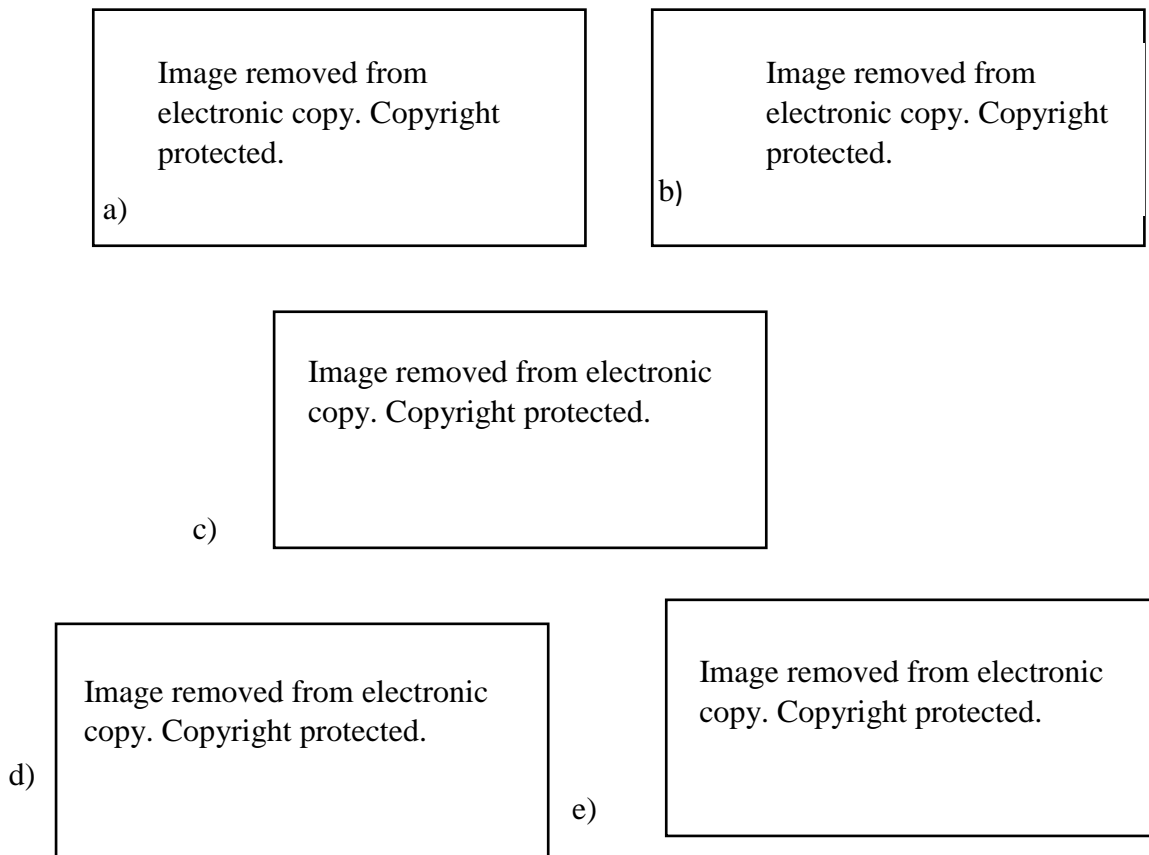 Image removed from
electronic copy. Copyright
protected.
a)
Image removed from
electronic copy. Copyright
protected.
b)
Image removed from electronic
copy. Copyright protected.
c)
Image removed from electronic
copy. Copyright protected.
d)
Image removed from electronic
copy. Copyright protected.
e)